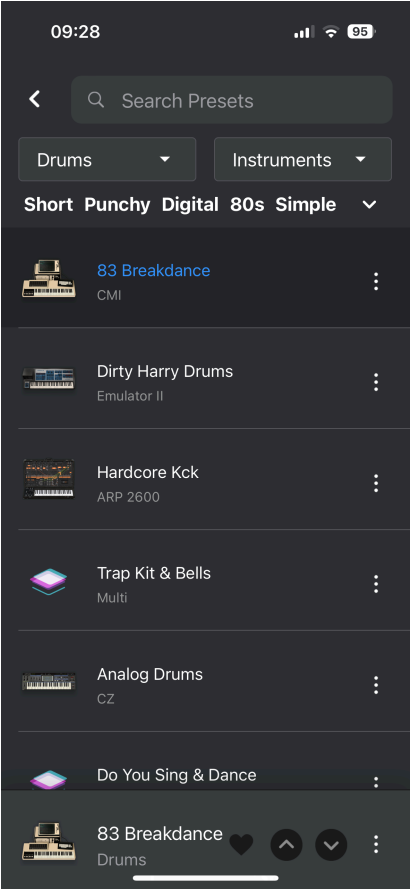 09:28
95
Search Presets
Drums
Instruments
Short Punchy Digital 80s Simple
83 Breakdance
CMI
Dirty Harry Drums
Emulator II
Hardcore Kck
ARP 2600
Trap Kit & Bells
Multi
Analog Drums
CZ
Do You Sing & Dance
83 Breakdance
Drums